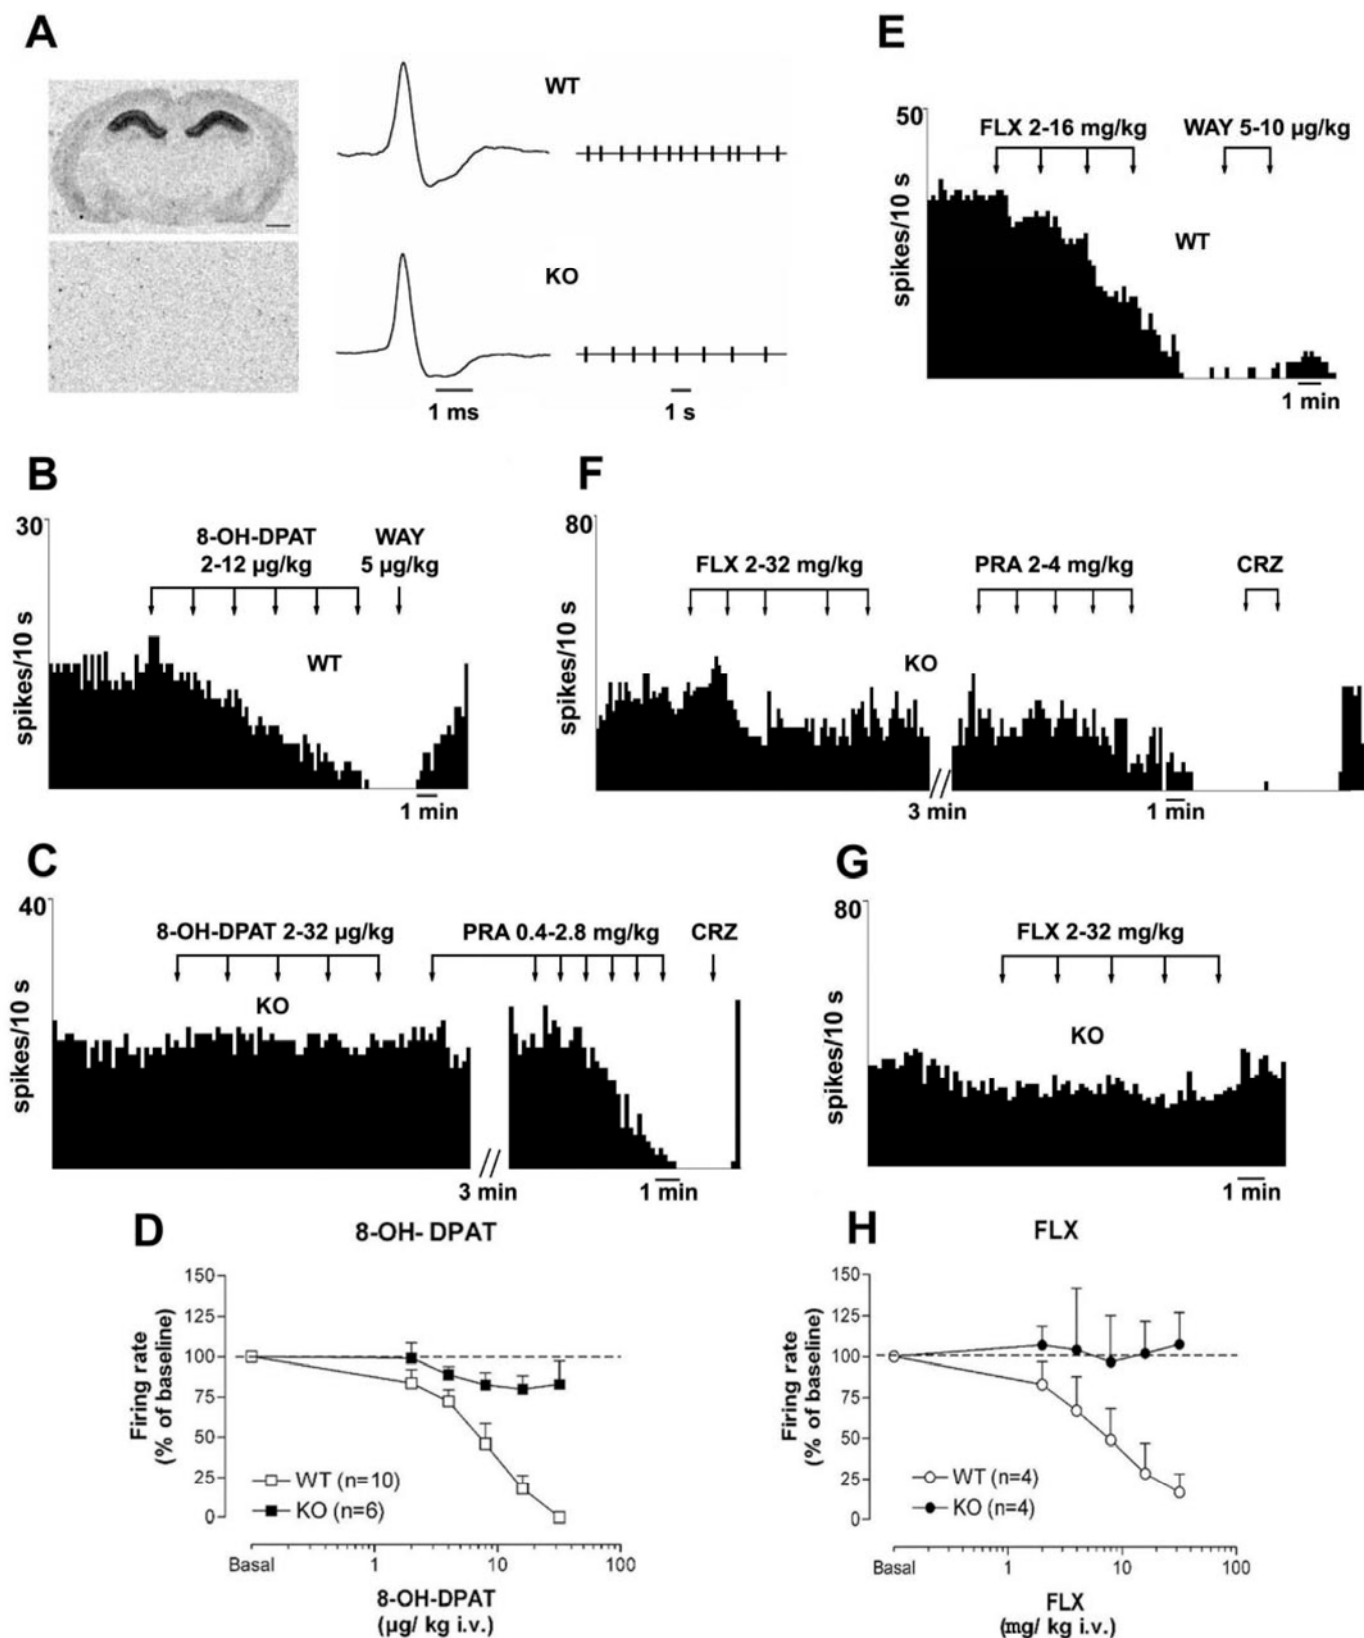 A
WT
KO
1 ms
1 s
E
50
FLX 2-16 mg/kg
WAY 5-10 µg/kg
WT
spikes/10 s
1 min
B
30
8-OH-DPAT
2-12 µg/kg
WAY
5 µg/kg
WT
spikes/10 s
1 min
F
80
FLX 2-32 mg/kg
PRA 2-4 mg/kg
CRZ
KO
spikes/10 s
3 min
1 min
C
40
8-OH-DPAT 2-32 µg/kg
PRA 0.4-2.8 mg/kg
CRZ
KO
spikes/10 s
3 min
1 min
G
80
FLX 2-32 mg/kg
KO
spikes/10 s
1 min
D
8-OH- DPAT
150
125
100
75
50
25
0
Firing rate
(% of baseline)
WT (n=10)
KO (n=6)
Basal
1
10
100
8-OH-DPAT
(µg/ kg i.v.)
H
FLX
150
125
100
75
50
25
0
Firing rate
(% of baseline)
WT (n=4)
KO (n=4)
Basal
1
10
100
FLX
(mg/ kg i.v.)